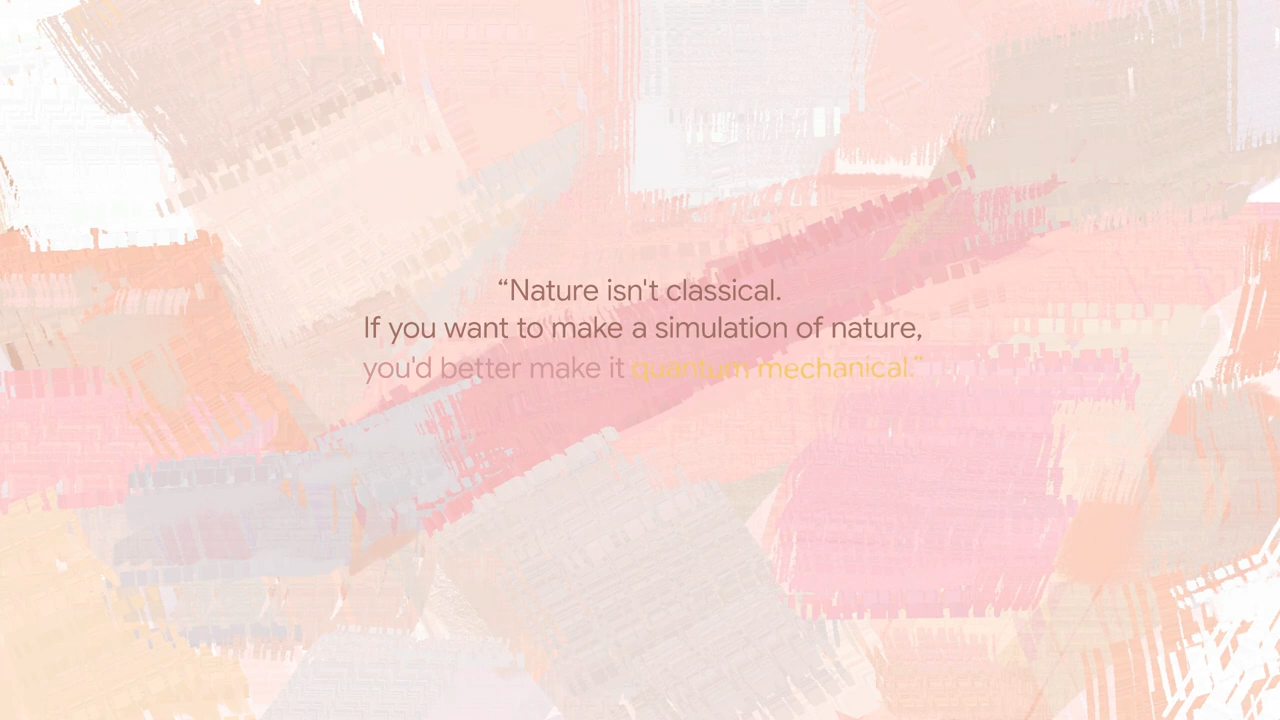 “Nature isn't classical.
If you want to make a simulation of nature,
you'd better make it quantum mechanical.”